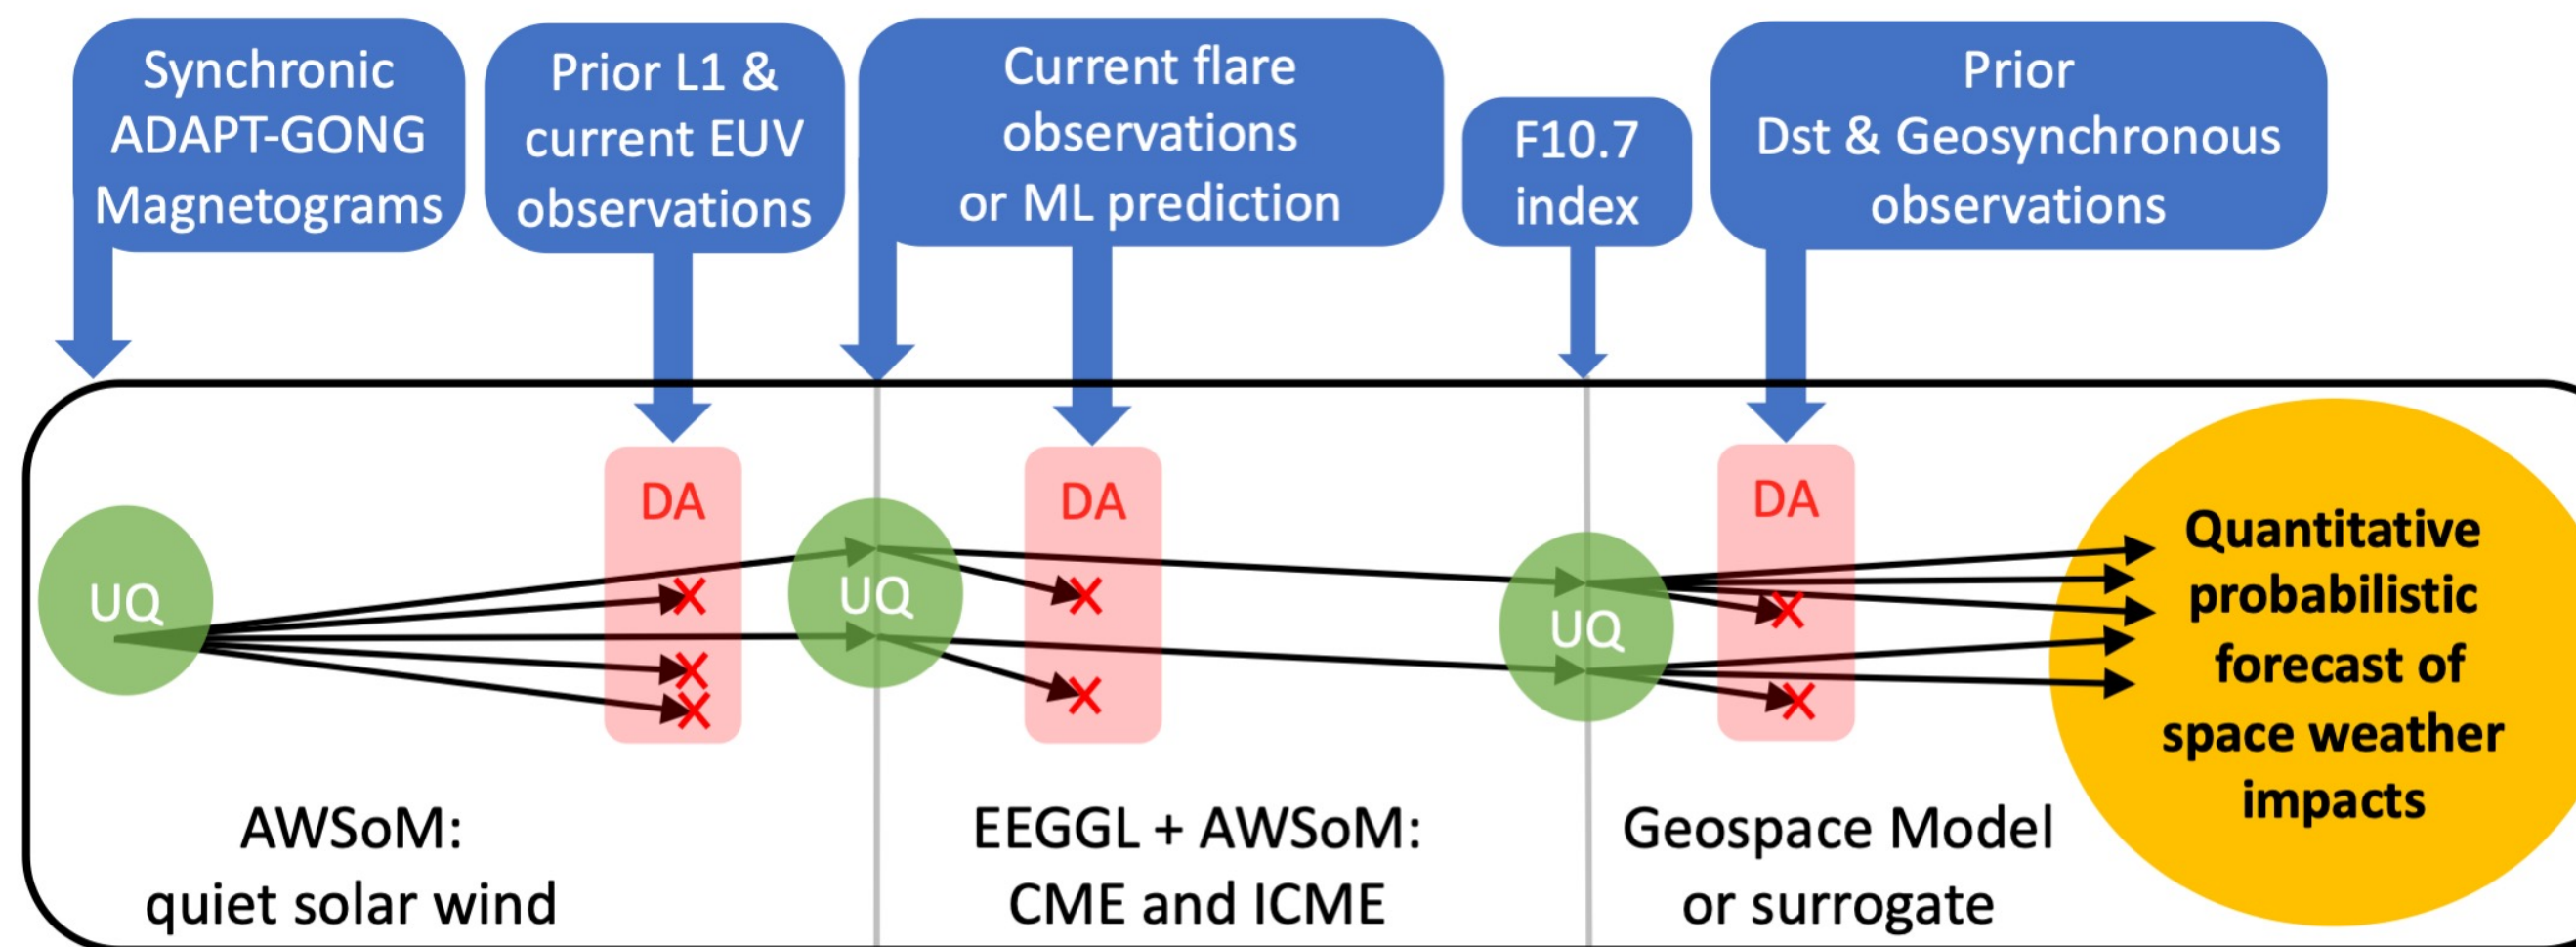 Synchronic
ADAPT-GONG
Magnetograms
Prior L1 &
current EUV
observations
Current flare
observations
or ML prediction
F10.7
index
Prior
Dst & Geosynchronous
observations
UQ
DA
UQ
DA
UQ
DA
Quantitative
probabilistic
forecast of
space weather
impacts
AWSoM:
quiet solar wind
EEGGL + AWSoM:
CME and ICME
Geospace Model
or surrogate